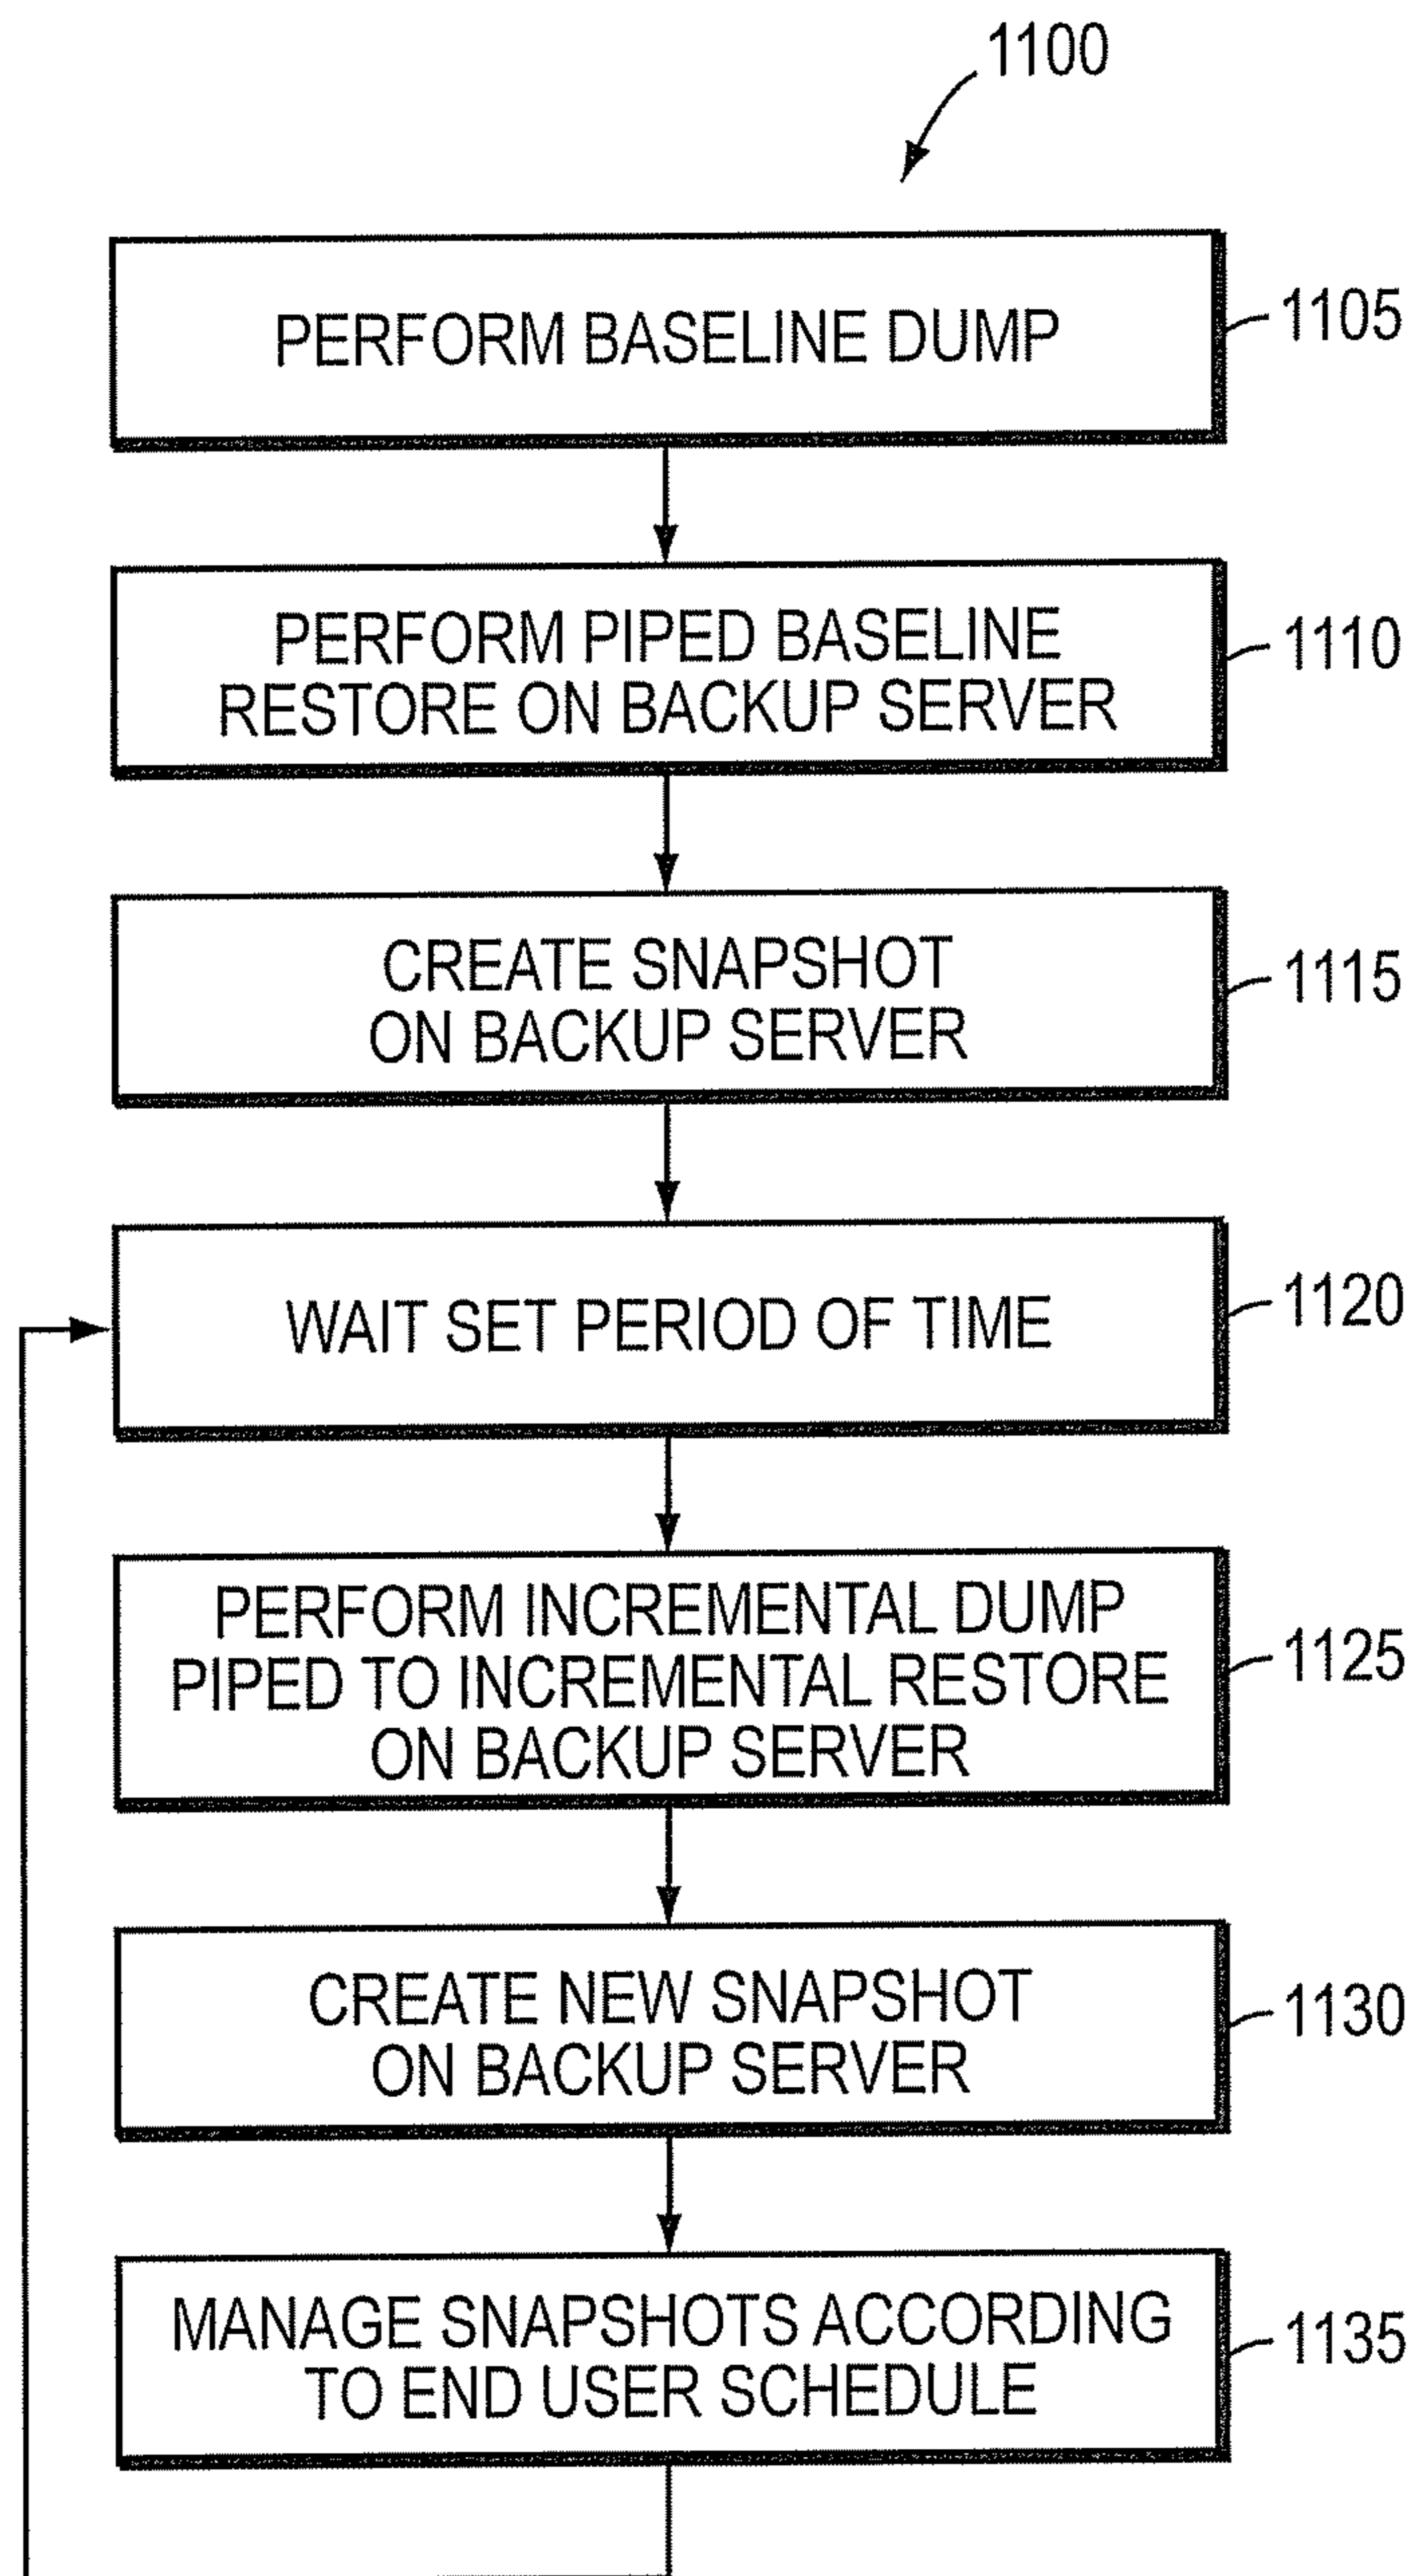 1100
PERFORM BASELINE DUMP
1105
PERFORM PIPED BASELINE
RESTORE ON BACKUP SERVER
1110
CREATE SNAPSHOT
ON BACKUP SERVER
1115
WAIT SET PERIOD OF TIME
1120
PERFORM INCREMENTAL DUMP
PIPED TO INCREMENTAL RESTORE
ON BACKUP SERVER
1125
CREATE NEW SNAPSHOT
ON BACKUP SERVER
1130
MANAGE SNAPSHOTS ACCORDING
TO END USER SCHEDULE
1135